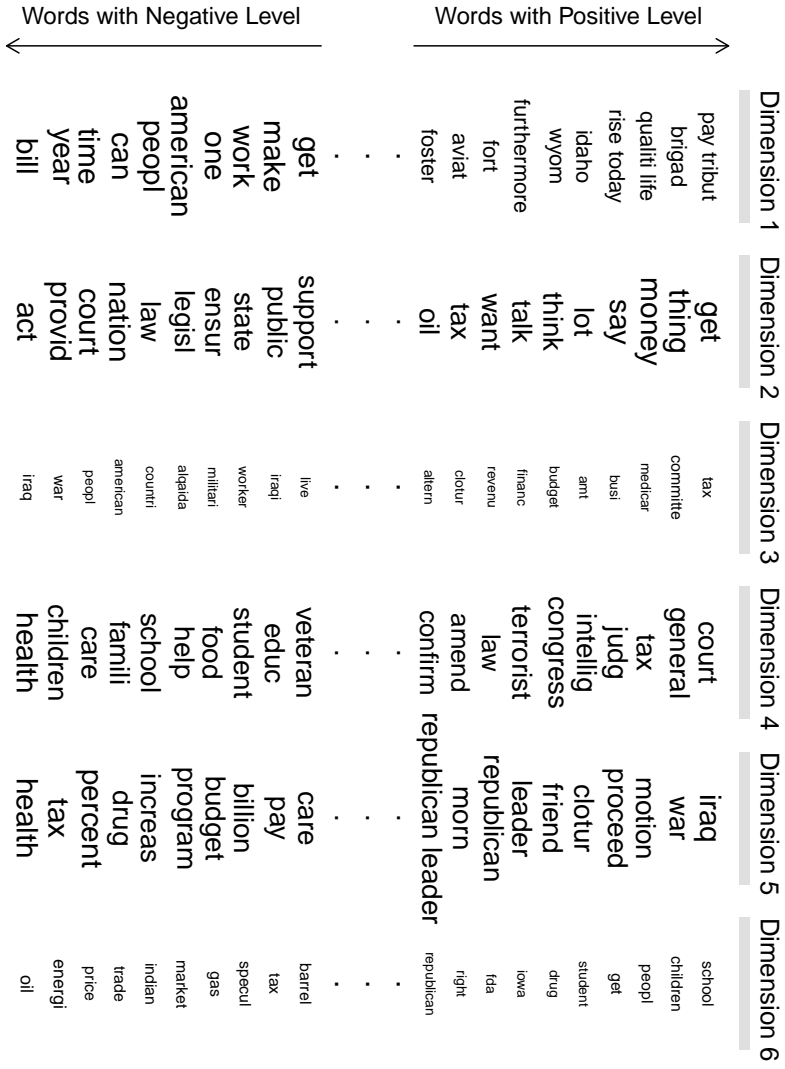 Dimension 1 Dimension 2 Dimension 3 Dimension 4 Dimension 5 Dimension 6
Words with Positive Level
pay tribut get tax court iraq school
brigad thing committe general war children
qualiti life money medicar tax motion peopl
rise today say busi judg proceed get
idaho lot amt intellig clotur student
wyom think budget congress friend drug
furthermore talk financ terrorist leader iowa
fort want revenu law republican fda
aviat tax clotur amend morn right
foster oil altern confirm republican leader republican
. . . . . .
. . . . . .
. . . . . .
Words with Negative Level
get support live veteran care barrel
make public iraqi educ pay tax
work state worker student billion specul
one ensur militari food budget gas
american legisl alqaida help program market
peopl law countri school increas indian
can nation american famili drug trade
time court peopl care percent price
year provid war children tax energi
bill act iraq health health oil